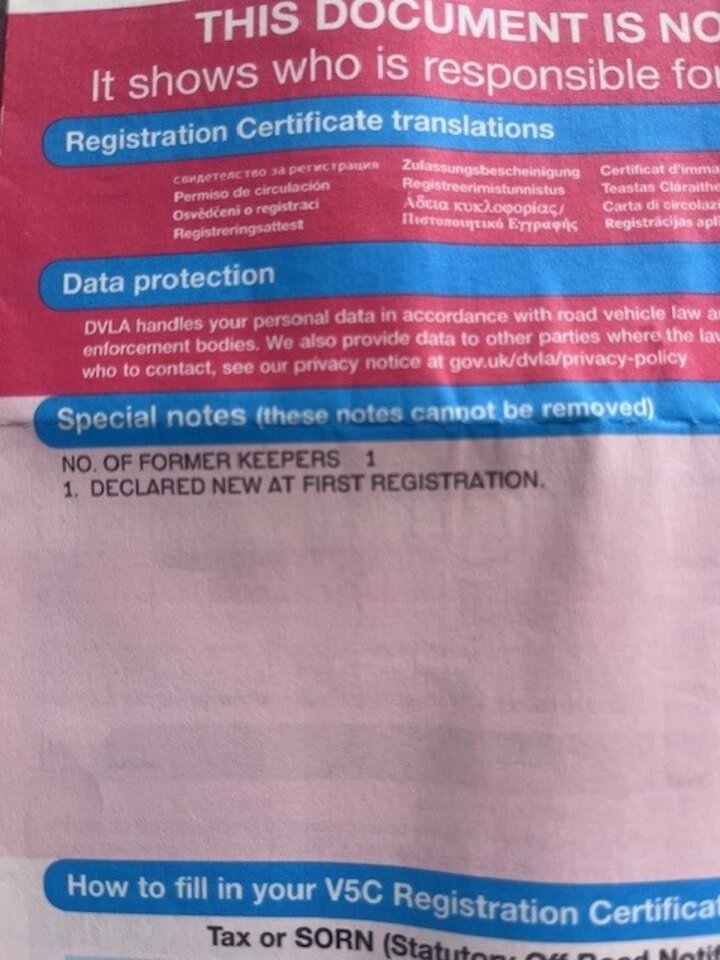 THIS DOCUMENT IS NO
It shows who is responsible fo
Registration Certificate translations
свидетелство за регистрация
Permiso de circulación
Osvědčení o registraci
Registreringsattest
Zulassungsbescheinigung
Registreerimistunnistus
Άδεια κυκλοφορίας/
Πιστοποιητικό Εγγραφής
Certificat d'imma
Teastas Cláraithe
Carta di circolazi
Registrācijas apl
Data protection
DVLA handles your personal data in accordance with road vehicle law a
enforcement bodies. We also provide data to other parties where the la
who to contact, see our privacy notice at gov.uk/dvla/privacy-policy
Special notes (these notes cannot be removed)
NO. OF FORMER KEEPERS 1
1. DECLARED NEW AT FIRST REGISTRATION.
How to fill in your V5C Registration Certificat
Tax or SORN (Statutory Off Road Notif